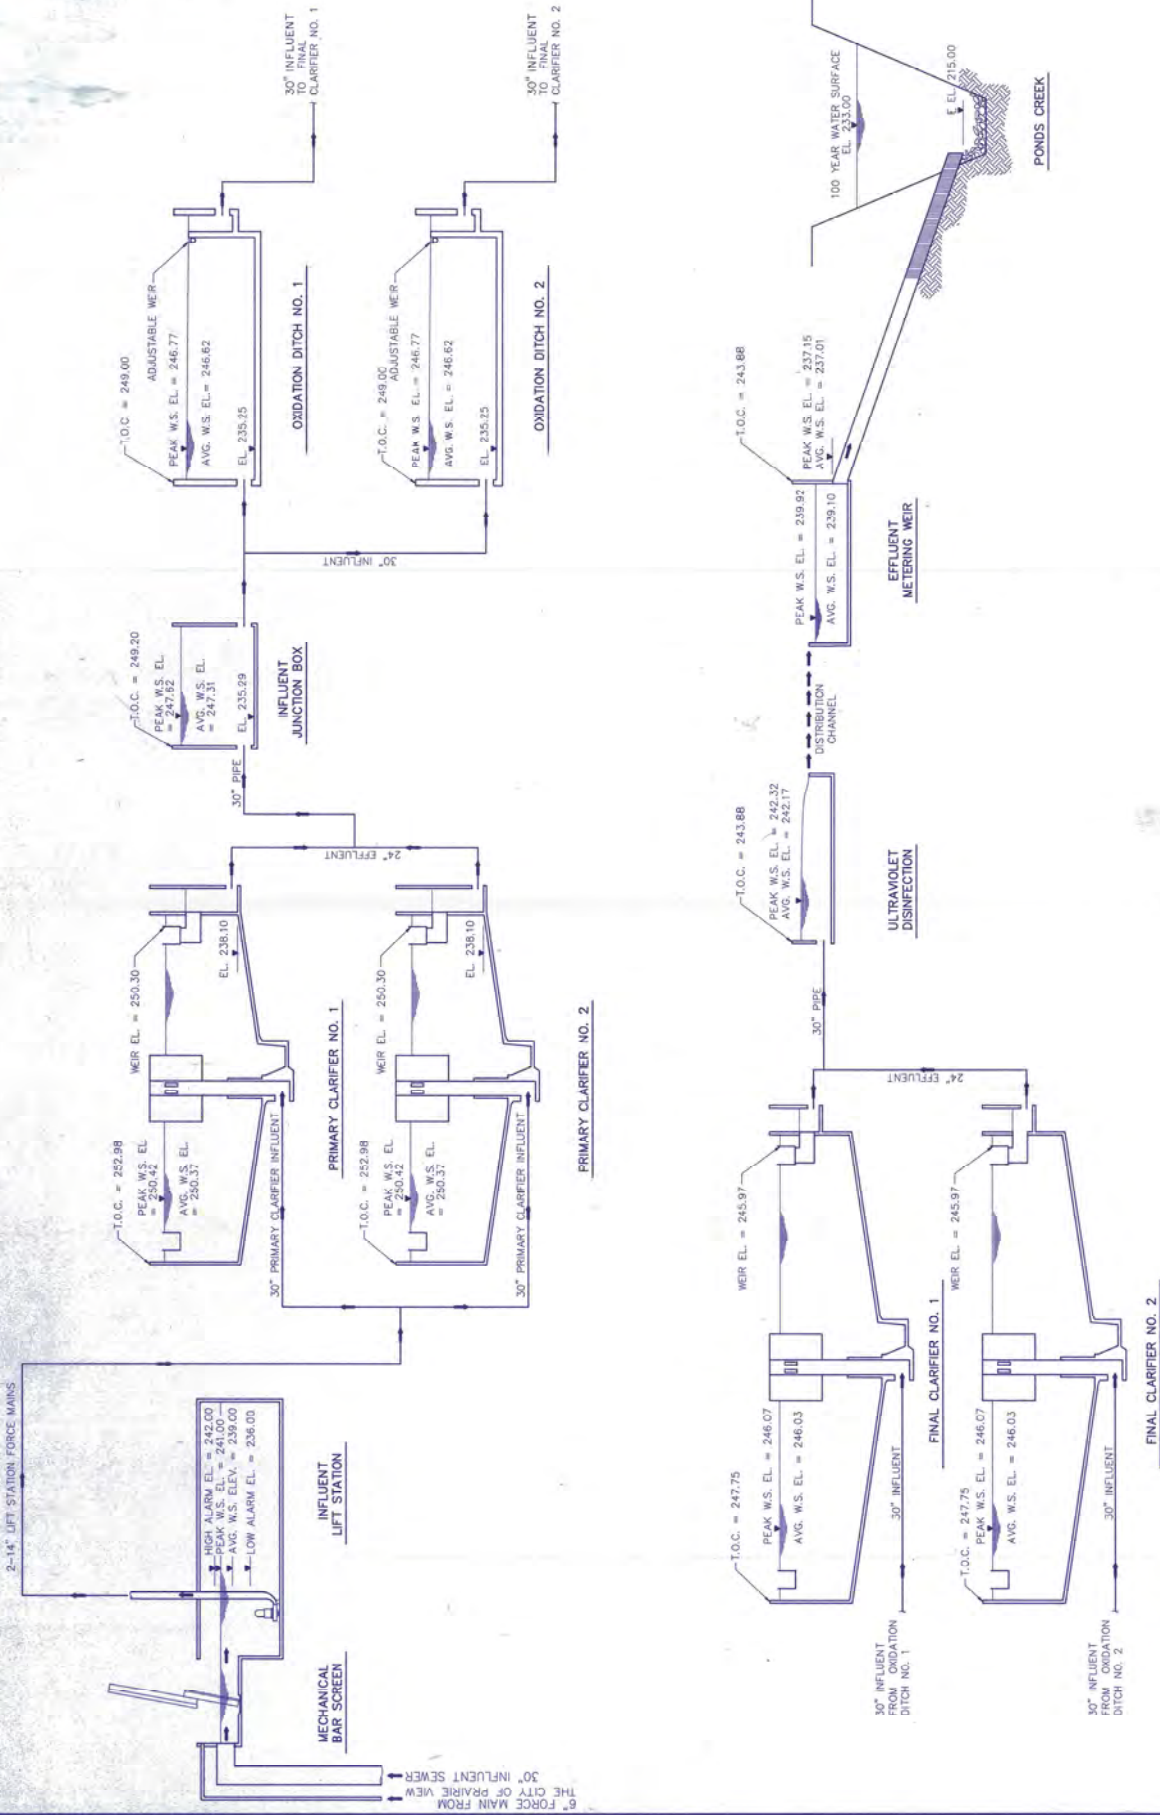 6" FORCE MAIN FROM
THE CITY OF PRAIRIE VIEW
30" INFLUENT SEWER
MECHANICAL
BAR SCREEN
2-14" LIFT STATION FORCE MAINS
HIGH ALARM EL. = 242.00
PEAK W.S. EL. = 241.00
AVG. W.S. ELEV. = 239.00
LOW ALARM EL. = 236.00
INFLUENT
LIFT STATION
T.O.C. = 252.98
PEAK W.S. EL.
= 250.42
AVG. W.S. EL.
= 250.37
WEIR EL. = 250.30
EL. 238.10
30" PRIMARY CLARIFIER INFLUENT
PRIMARY CLARIFIER NO. 1
T.O.C. = 252.98
PEAK W.S. EL.
= 250.42
AVG. W.S. EL.
= 250.37
WEIR EL. = 250.30
EL. 238.10
30" PRIMARY CLARIFIER INFLUENT
PRIMARY CLARIFIER NO. 2
24" EFFLUENT
30" PIPE
T.O.C. = 249.20
PEAK W.S. EL.
= 247.62
AVG. W.S. EL.
= 247.31
EL. 235.29
INFLUENT
JUNCTION BOX
30" INFLUENT
T.O.C = 249.00
ADJUSTABLE WEIR
PEAK W.S. EL. = 246.77
AVG. W.S. EL. = 246.62
EL. 235.25
OXIDATION DITCH NO. 1
30" INFLUENT
TO FINAL
CLARIFIER NO. 1
T.O.C. = 249.00
ADJUSTABLE WEIR
PEAK W.S. EL. = 246.77
AVG. W.S. EL. = 246.62
EL. 235.25
OXIDATION DITCH NO. 2
30" INFLUENT
TO FINAL
CLARIFIER NO. 2
30" INFLUENT
FROM OXIDATION
DITCH NO. 1
30" INFLUENT
T.O.C. = 247.75
PEAK W.S. EL. = 246.07
AVG. W.S. EL. = 246.03
WEIR EL. = 245.97
FINAL CLARIFIER NO. 1
30" INFLUENT
FROM OXIDATION
DITCH NO. 2
30" INFLUENT
T.O.C. = 247.75
PEAK W.S. EL. = 246.07
AVG. W.S. EL. = 246.03
WEIR EL. = 245.97
FINAL CLARIFIER NO. 2
24" EFFLUENT
30" PIPE
T.O.C. = 243.88
PEAK W.S. EL. = 242.32
AVG. W.S. EL. = 242.17
ULTRAVIOLET
DISINFECTION
DISTRIBUTION
CHANNEL
PEAK W.S. EL. = 239.92
AVG. W.S. EL. = 239.10
EFFLUENT
METERING WEIR
T.O.C. = 243.88
PEAK W.S. EL. = 237.15
AVG. W.S. EL. = 237.01
100 YEAR WATER SURFACE
EL. 233.00
EL. 215.00
PONDS CREEK